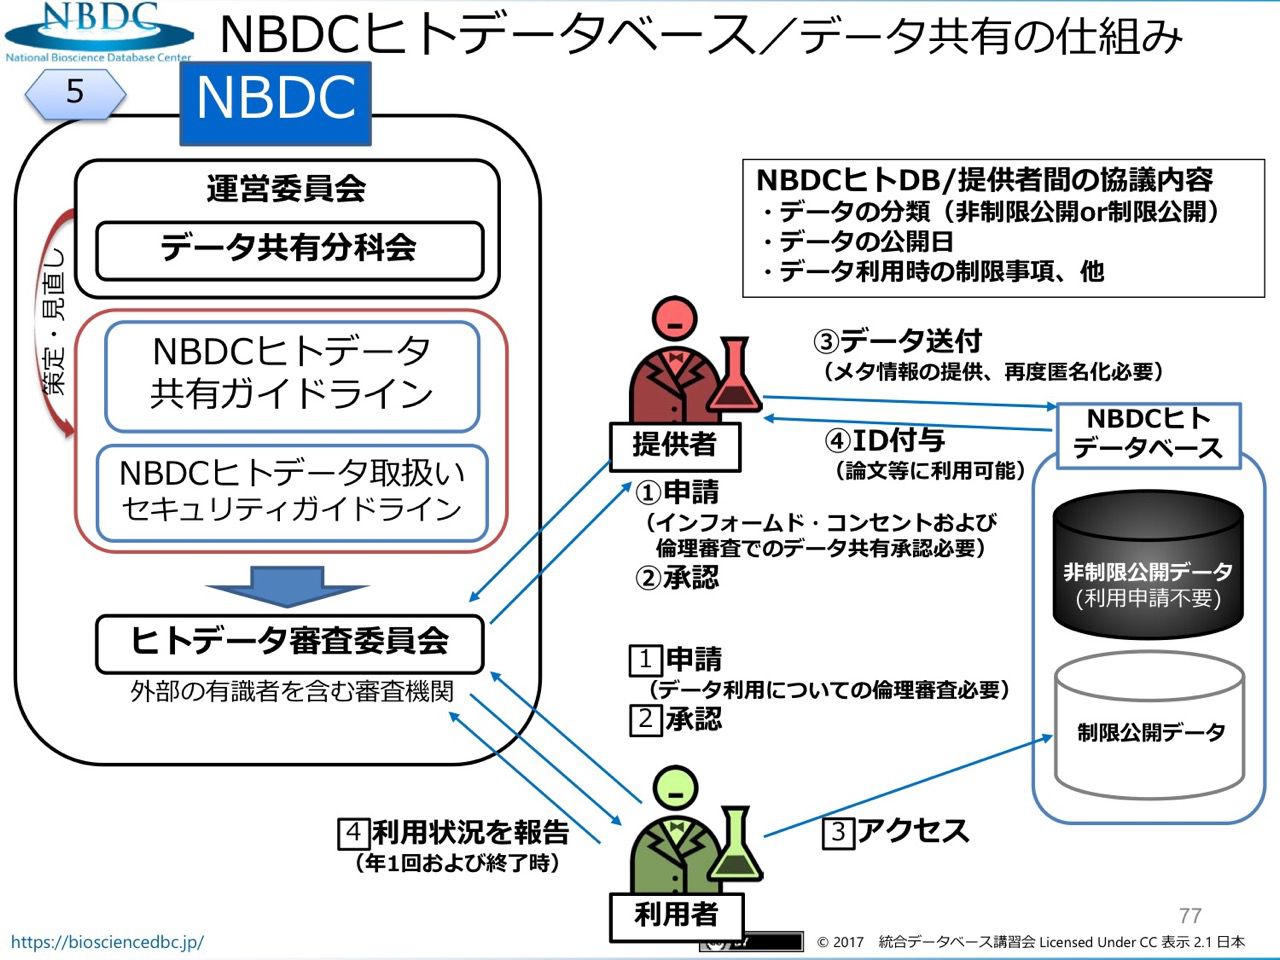 NBDC
National Bioscience Database Center
NBDCヒトデータベース／データ共有の仕組み
5
NBDC
運営委員会
データ共有分科会
策定・見直し
NBDCヒトデータ
共有ガイドライン
NBDCヒトデータ取扱い
セキュリティガイドライン
ヒトデータ審査委員会
外部の有識者を含む審査機関
NBDCヒトDB/提供者間の協議内容
・データの分類（非制限公開or制限公開）
・データの公開日
・データ利用時の制限事項、他
③データ送付
（メタ情報の提供、再度匿名化必要）
④ID付与
（論文等に利用可能）
提供者
①申請
（インフォームド・コンセントおよび
倫理審査でのデータ共有承認必要）
②承認
NBDCヒト
データベース
非制限公開データ
(利用申請不要)
制限公開データ
1 申請
（データ利用についての倫理審査必要）
2 承認
3 アクセス
4 利用状況を報告
（年1回および終了時）
利用者
77
https://biosciencedbc.jp/
© 2017 統合データベース講習会 Licensed Under CC 表示 2.1 日本